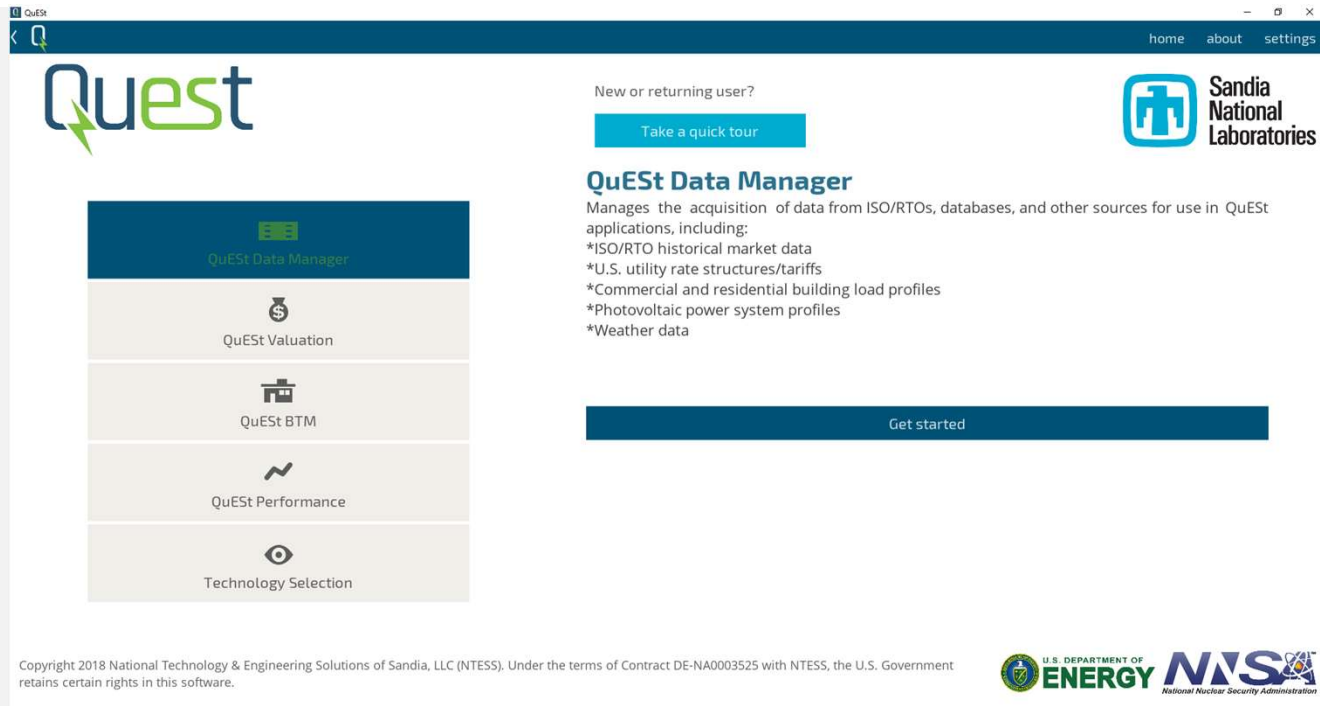 QuESt
home about settings
Quest
New or returning user?
Take a quick tour
Sandia
National
Laboratories
QuESt Data Manager
QuESt Valuation
QuESt BTM
QuESt Performance
Technology Selection
QuESt Data Manager
Manages the acquisition of data from ISO/RTOs, databases, and other sources for use in QuESt
applications, including:
*ISO/RTO historical market data
*U.S. utility rate structures/tariffs
*Commercial and residential building load profiles
*Photovoltaic power system profiles
*Weather data
Get started
Copyright 2018 National Technology & Engineering Solutions of Sandia, LLC (NTESS). Under the terms of Contract DE-NA0003525 with NTESS, the U.S. Government
retains certain rights in this software.
U.S. DEPARTMENT OF
ENERGY
NNSA
National Nuclear Security Administration